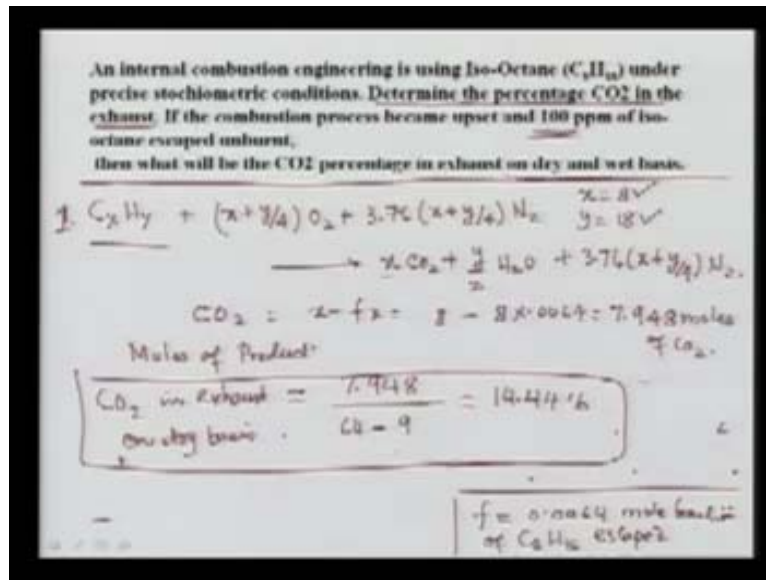 An internal combustion engineering is using Iso-Octane (C₈H₁₈) under
precise stochiometric conditions. Determine the percentage CO2 in the
exhaust. If the combustion process became upset and 100 ppm of iso-
octane escaped unburnt,
then what will be the CO2 percentage in exhaust on dry and wet basis.
1. CxHy + (x+y/4) O₂ + 3.76 (x+y/4) N₂ x=8✓
y=18✓
→ x CO₂ + y/2 H₂O + 3.76(x+y/4) N₂.
CO₂ = x - fx = 8 - 8x.0064 = 7.948 moles
of CO₂.
Moles of Product
CO₂ in exhaust = 7.948 / 64 - 9 = 14.44 %
on dry basis.
f = 0.0064 mole
of C₈H₁₈ escaped